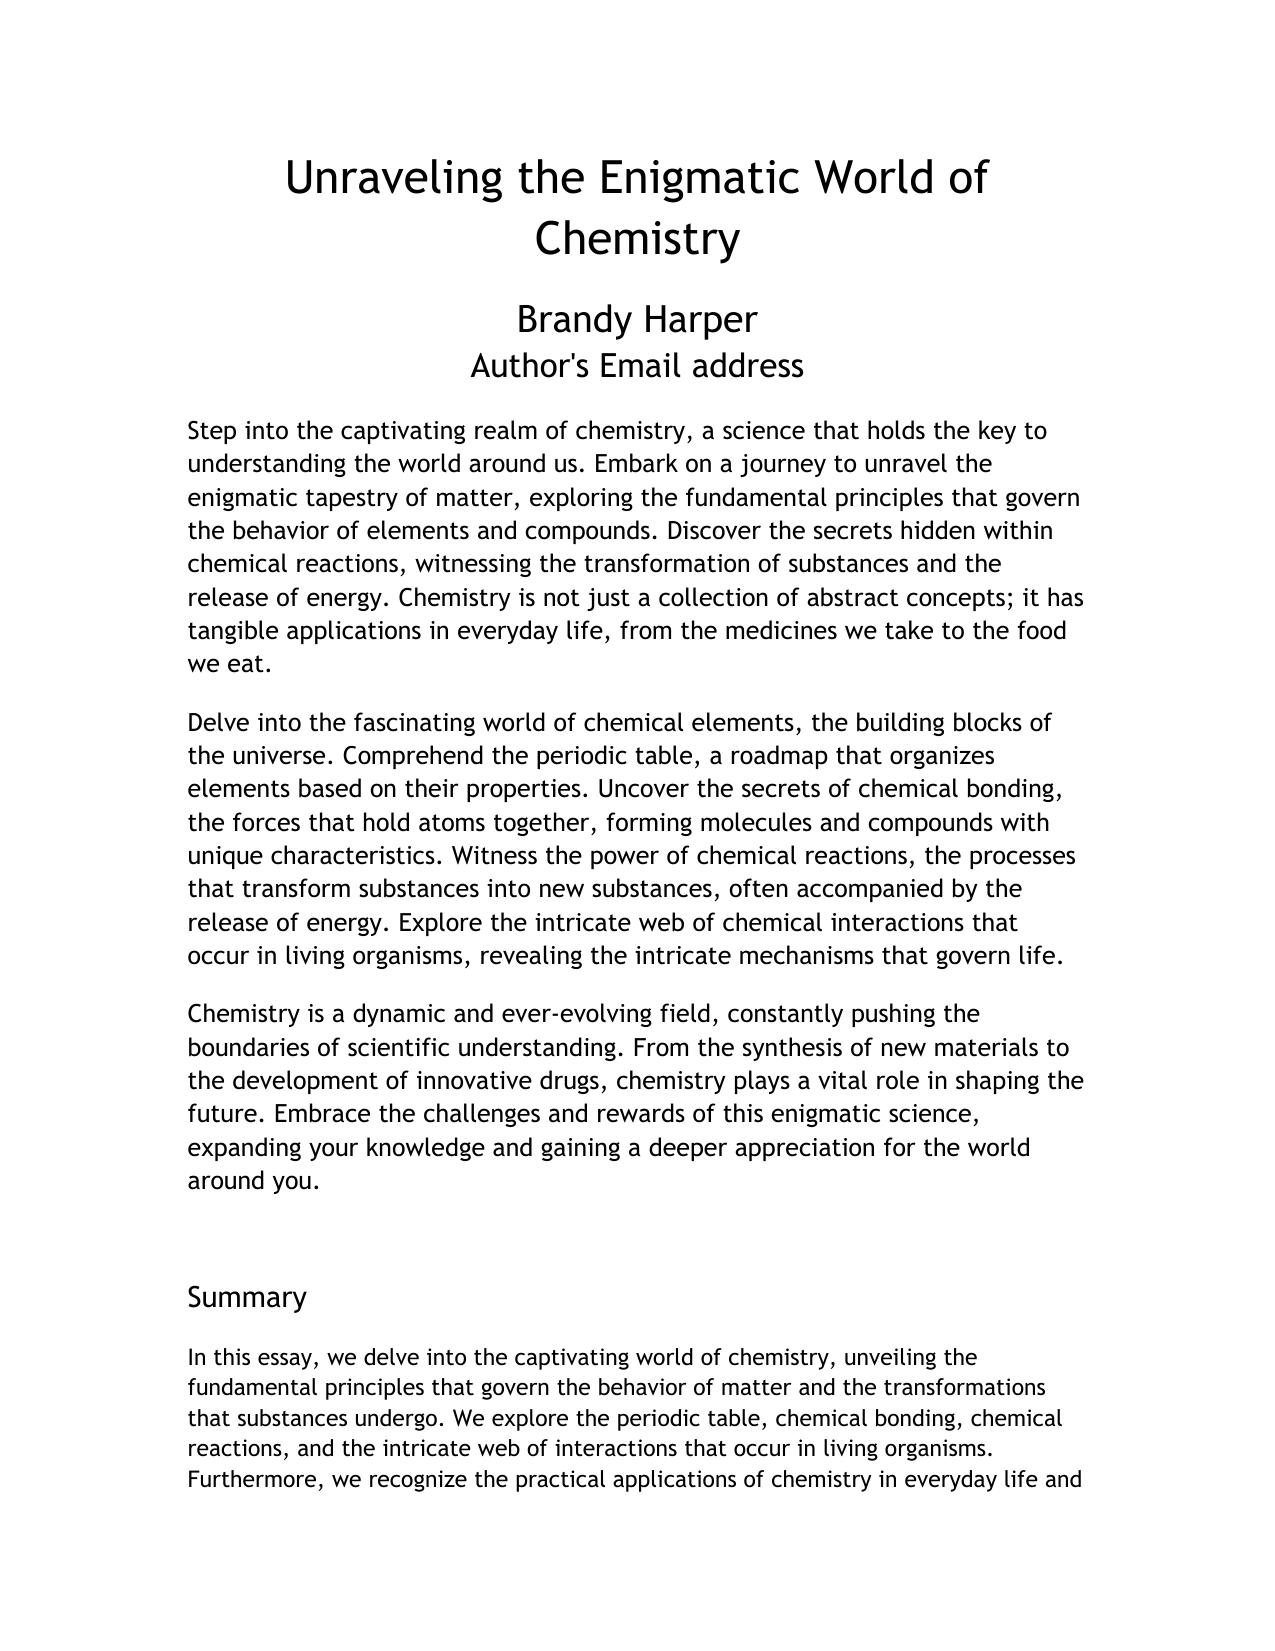 Unraveling the Enigmatic World of
Chemistry
Brandy Harper
Author's Email address
Step into the captivating realm of chemistry, a science that holds the key to
understanding the world around us. Embark on a journey to unravel the
enigmatic tapestry of matter, exploring the fundamental principles that govern
the behavior of elements and compounds. Discover the secrets hidden within
chemical reactions, witnessing the transformation of substances and the
release of energy. Chemistry is not just a collection of abstract concepts; it has
tangible applications in everyday life, from the medicines we take to the food
we eat.
Delve into the fascinating world of chemical elements, the building blocks of
the universe. Comprehend the periodic table, a roadmap that organizes
elements based on their properties. Uncover the secrets of chemical bonding,
the forces that hold atoms together, forming molecules and compounds with
unique characteristics. Witness the power of chemical reactions, the processes
that transform substances into new substances, often accompanied by the
release of energy. Explore the intricate web of chemical interactions that
occur in living organisms, revealing the intricate mechanisms that govern life.
Chemistry is a dynamic and ever-evolving field, constantly pushing the
boundaries of scientific understanding. From the synthesis of new materials to
the development of innovative drugs, chemistry plays a vital role in shaping the
future. Embrace the challenges and rewards of this enigmatic science,
expanding your knowledge and gaining a deeper appreciation for the world
around you.
Summary
In this essay, we delve into the captivating world of chemistry, unveiling the
fundamental principles that govern the behavior of matter and the transformations
that substances undergo. We explore the periodic table, chemical bonding, chemical
reactions, and the intricate web of interactions that occur in living organisms.
Furthermore, we recognize the practical applications of chemistry in everyday life and